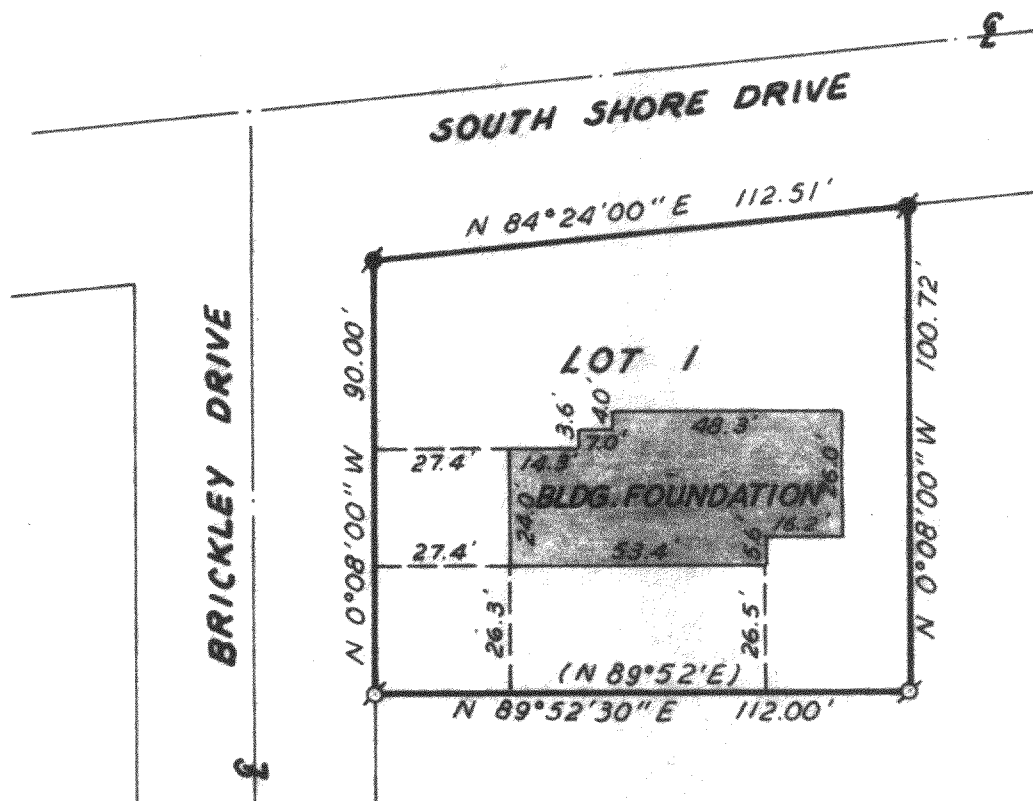 SOUTH SHORE DRIVE
N 84°24'00" E 112.51'
BRICKLEY DRIVE
N 0°08'00" W 90.00'
N 0°08'00" W 100.72'
LOT 1
3.6'
4.0'
7.0'
48.3'
27.4'
14.3'
26.0'
24.0'
BLDG. FOUNDATION
27.4'
53.4'
5.6'
16.2'
26.3'
26.5'
(N 89°52'E)
N 89°52'30" E 112.00'